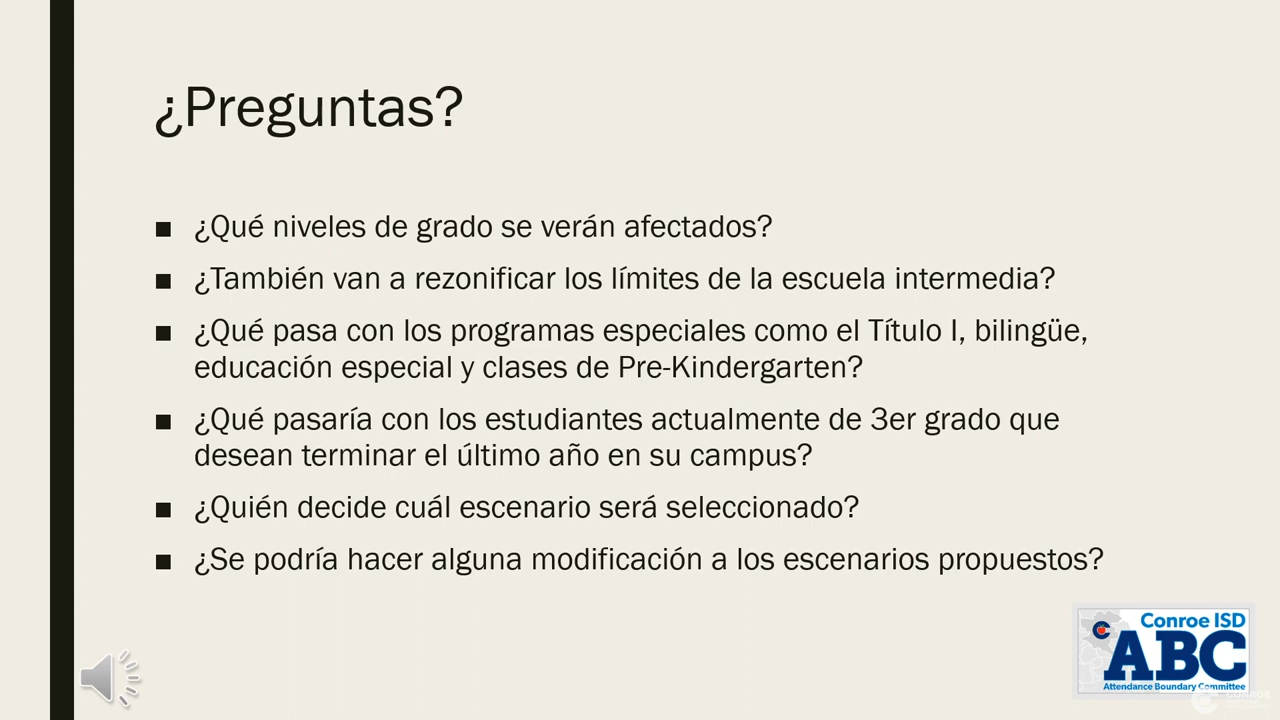 ¿Preguntas?
¿Qué niveles de grado se verán afectados?
¿También van a rezonificar los límites de la escuela intermedia?
¿Qué pasa con los programas especiales como el Título I, bilingüe,
educación especial y clases de Pre-Kindergarten?
¿Qué pasaría con los estudiantes actualmente de 3er grado que
desean terminar el último año en su campus?
¿Quién decide cuál escenario será seleccionado?
¿Se podría hacer alguna modificación a los escenarios propuestos?
Conroe ISD
ABC
Attendance Boundary Committee